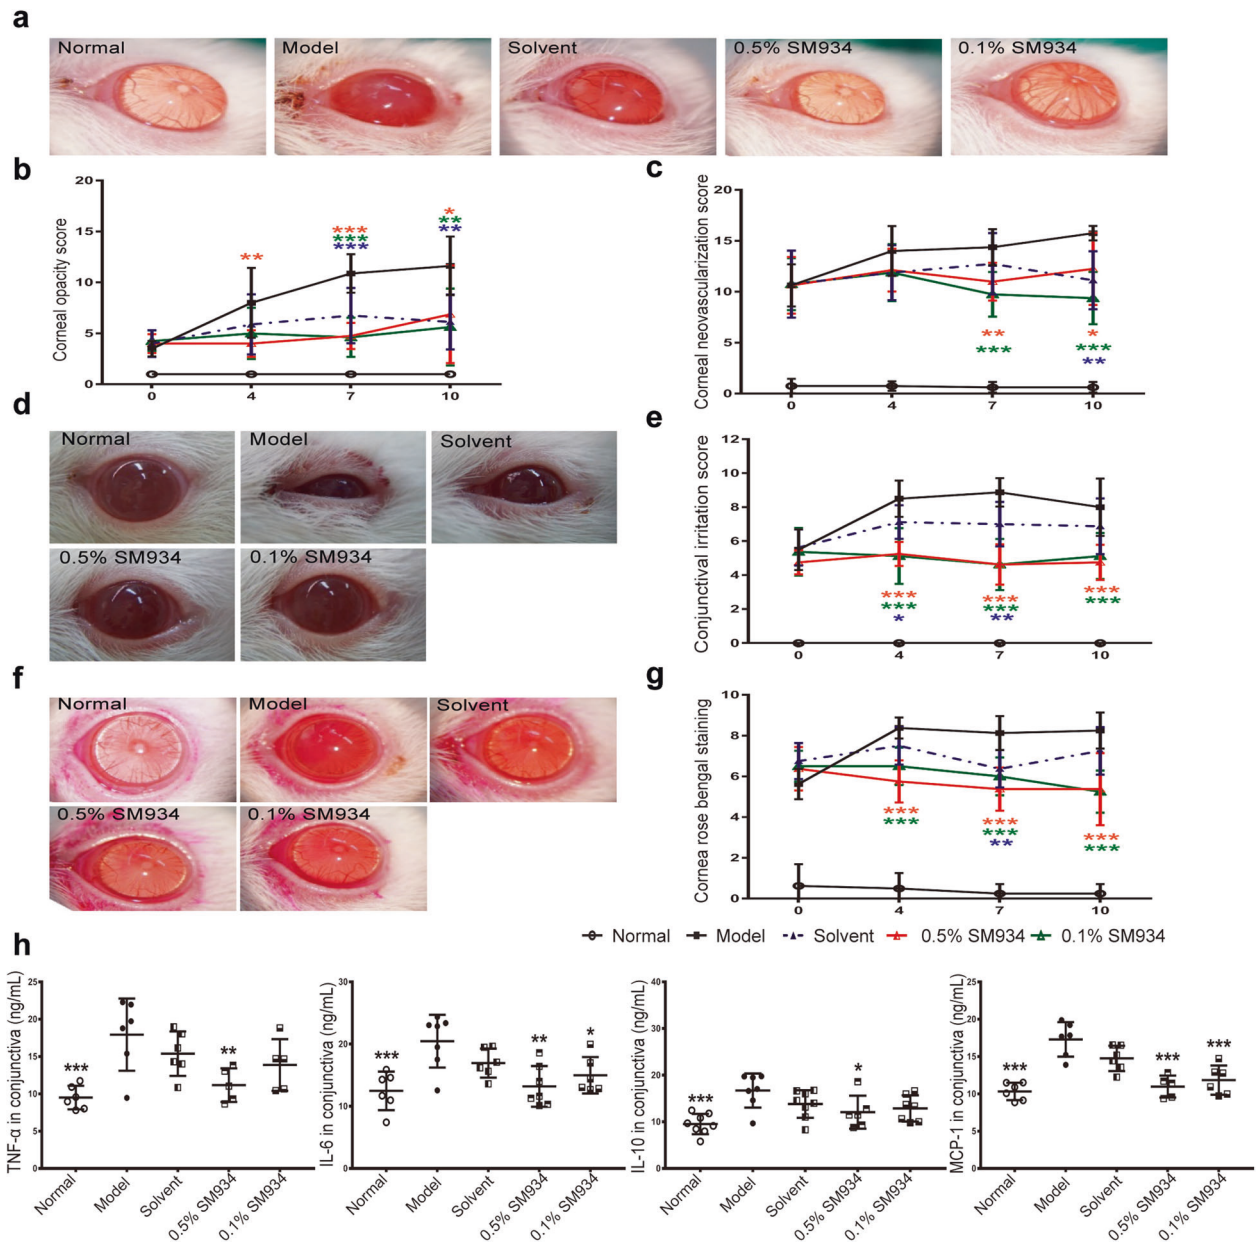 a
Normal
Model
Solvent
0.5% SM934
0.1% SM934
b
Corneal opacity score
20
15
10
5
0
*
**
**
***
***
***
**
0
4
7
10
c
Corneal neovascularization score
20
15
10
5
0
**
***
*
***
**
0
4
7
10
d
Normal
Model
Solvent
0.5% SM934
0.1% SM934
e
Conjunctival irritation score
12
10
8
6
4
2
0
***
***
*
***
***
**
***
***
0
4
7
10
f
Normal
Model
Solvent
0.5% SM934
0.1% SM934
g
Cornea rose bengal staining
10
8
6
4
2
0
***
***
***
***
**
***
***
0
4
7
10
Normal
Model
Solvent
0.5% SM934
0.1% SM934
h
TNF-α in conjunctiva (ng/mL)
25
20
15
10
5
0
***
**
Normal
Model
Solvent
0.5% SM934
0.1% SM934
IL-6 in conjunctiva (ng/mL)
30
20
10
0
***
**
*
Normal
Model
Solvent
0.5% SM934
0.1% SM934
IL-10 in conjunctiva (ng/mL)
40
30
20
10
0
***
*
Normal
Model
Solvent
0.5% SM934
0.1% SM934
MCP-1 in conjunctiva (ng/mL)
25
20
15
10
5
0
***
***
***
Normal
Model
Solvent
0.5% SM934
0.1% SM934